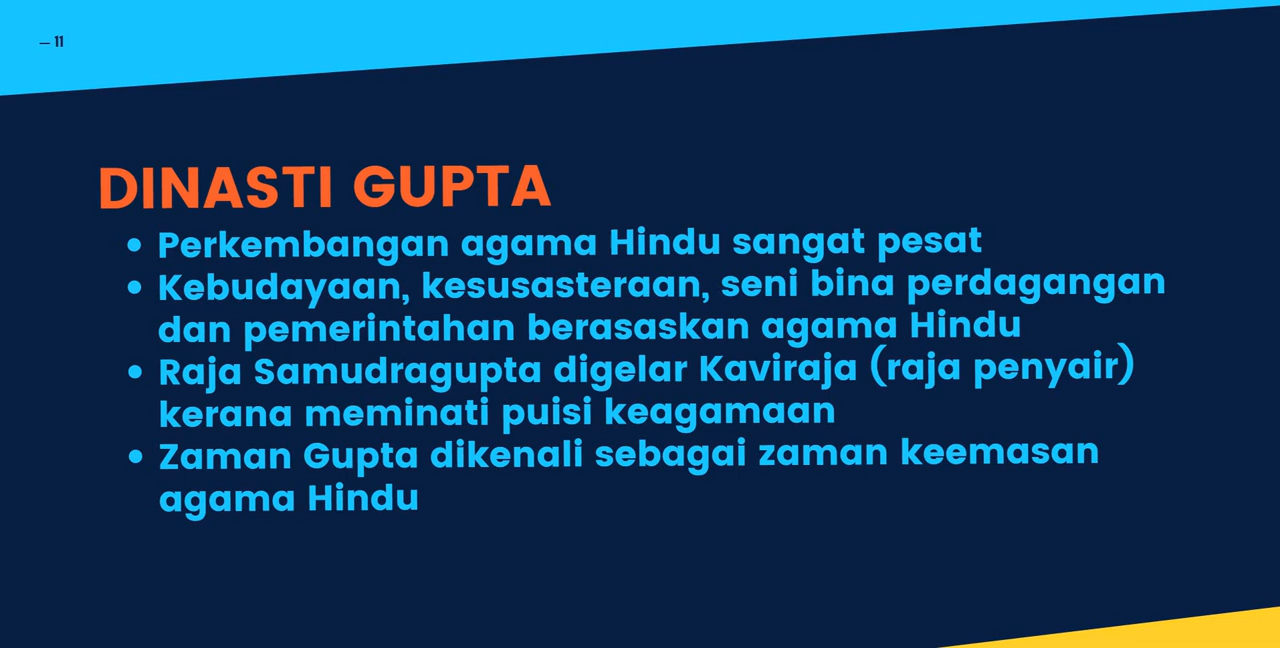 — 11
DINASTI GUPTA
• Perkembangan agama Hindu sangat pesat
• Kebudayaan, kesusasteraan, seni bina perdagangan
dan pemerintahan berasaskan agama Hindu
• Raja Samudragupta digelar Kaviraja (raja penyair)
kerana meminati puisi keagamaan
• Zaman Gupta dikenali sebagai zaman keemasan
agama Hindu